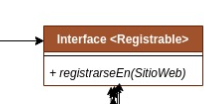 Interface <Registrable>
+ registrarseEn(SitioWeb)